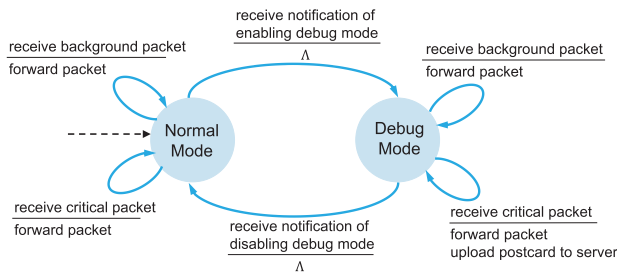 receive notification of
enabling debug mode
Λ
receive background packet
forward packet
receive background packet
forward packet
Normal
Mode
Debug
Mode
receive critical packet
forward packet
receive notification of
disabling debug mode
Λ
receive critical packet
forward packet
upload postcard to server